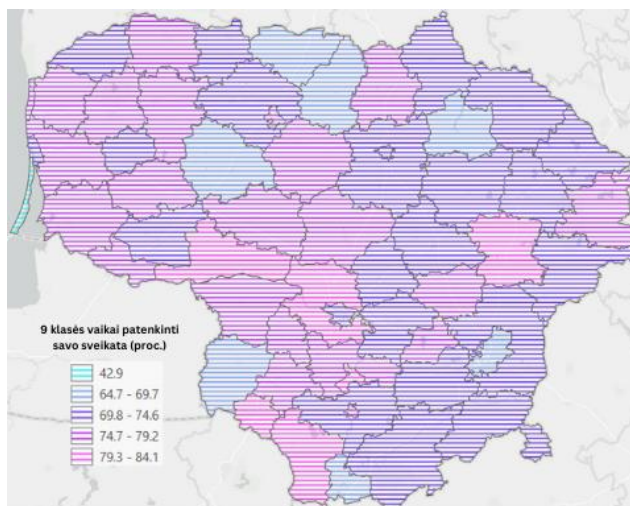 9 klasės vaikai patenkinti
savo sveikata (proc.)
42.9
64.7 - 69.7
69.8 - 74.6
74.7 - 79.2
79.3 - 84.1